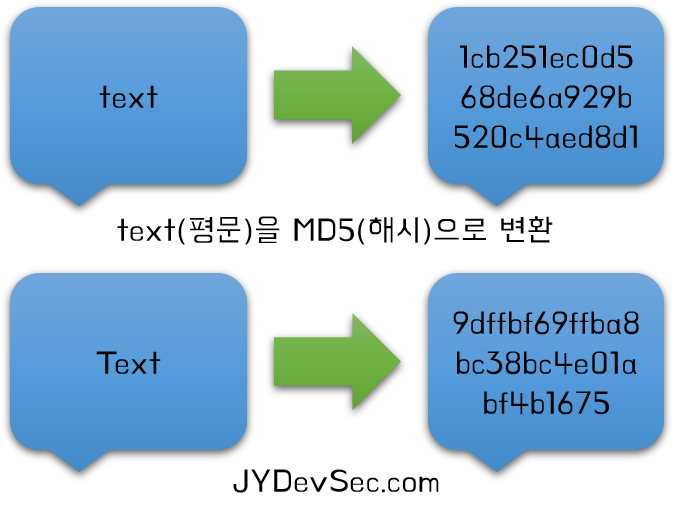 text
1cb251ec0d5
68de6a929b
520c4aed8d1
text(평문)을 MD5(해시)으로 변환
Text
9dffbf69ffba8
bc38bc4e01a
bf4b1675
JYDevSec.com